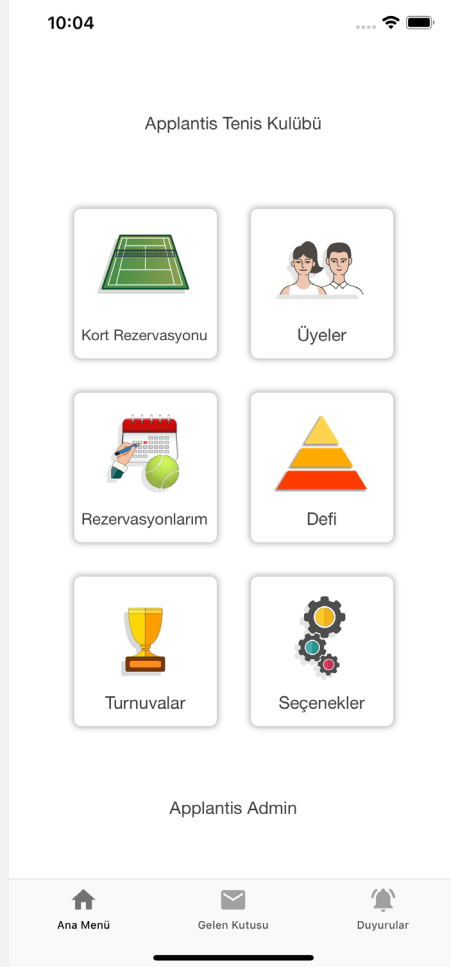 10:04
Applantis Tenis Kulübü
Kort Rezervasyonu
Üyeler
Rezervasyonlarım
Defi
Turnuvalar
Seçenekler
Applantis Admin
Ana Menü
Gelen Kutusu
Duyurular